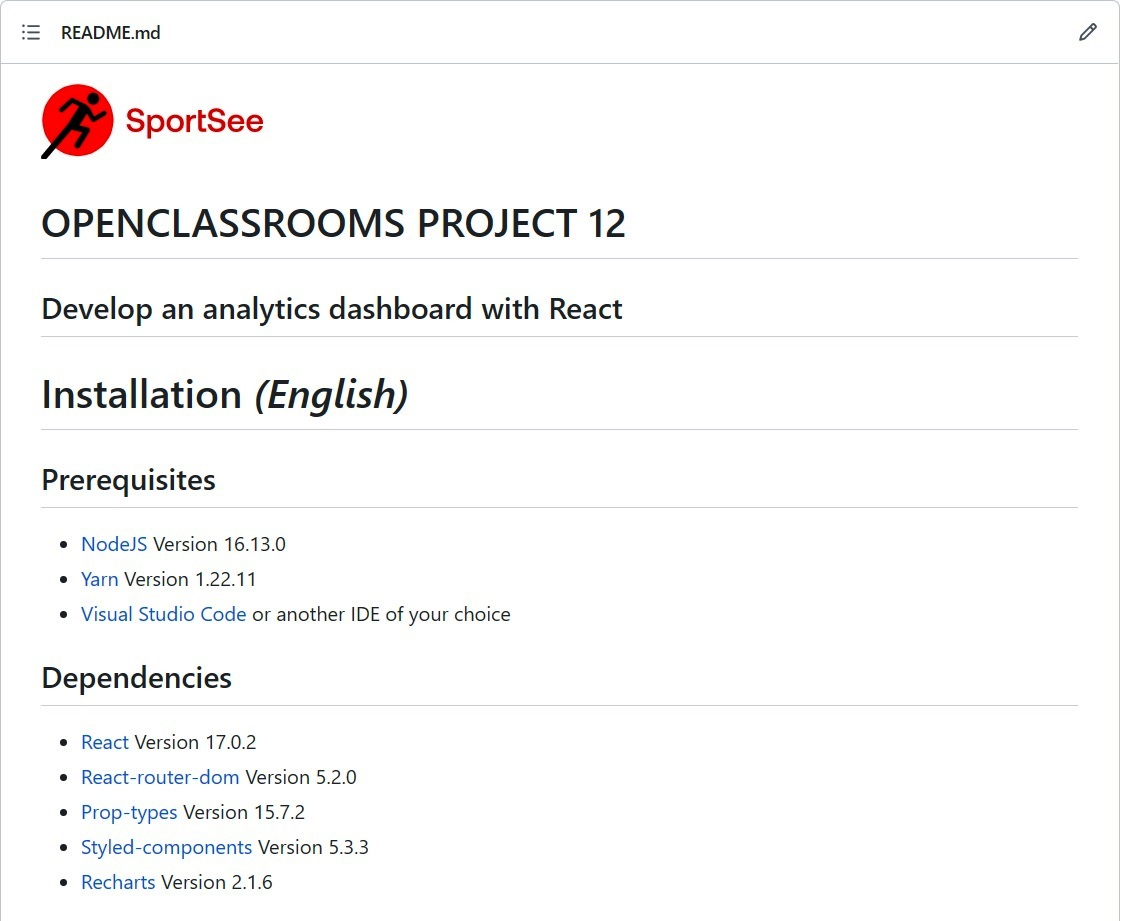 README.md
SportSee
OPENCLASSROOMS PROJECT 12
Develop an analytics dashboard with React
Installation (English)
Prerequisites
NodeJS Version 16.13.0
Yarn Version 1.22.11
Visual Studio Code or another IDE of your choice
Dependencies
React Version 17.0.2
React-router-dom Version 5.2.0
Prop-types Version 15.7.2
Styled-components Version 5.3.3
Recharts Version 2.1.6